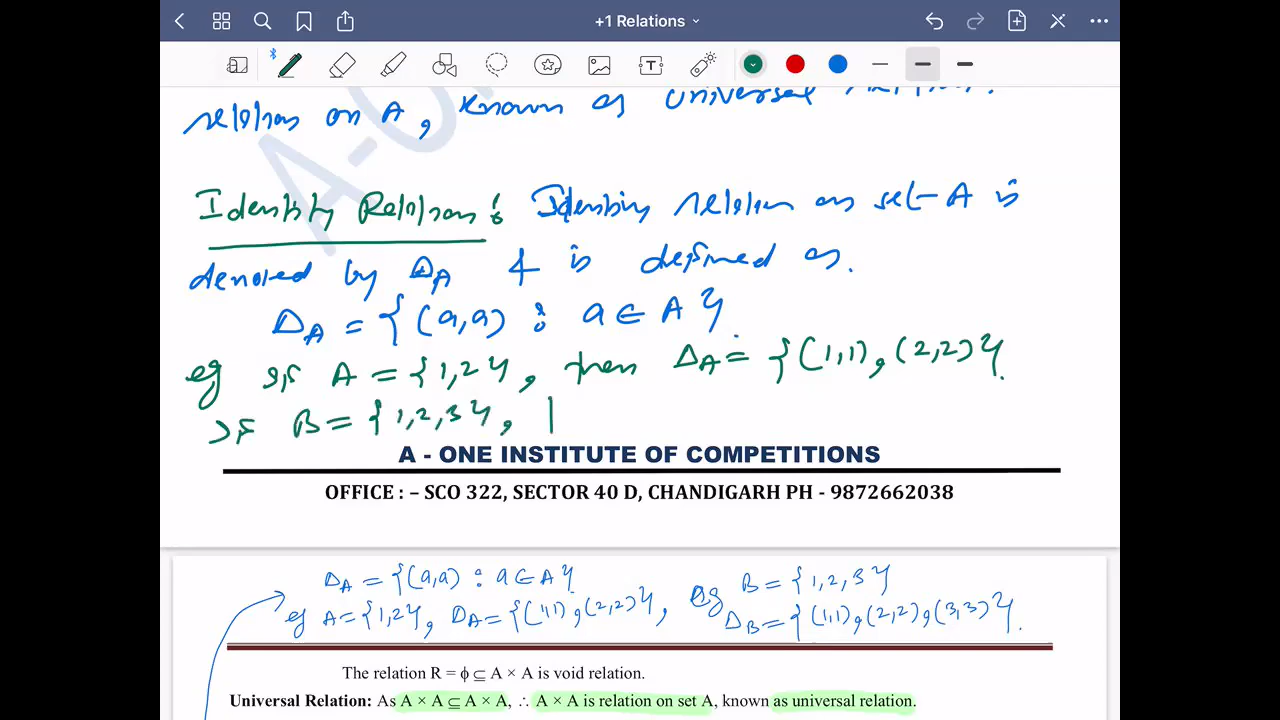 +1 Relations
relation on A, known as universal relation.
Identity Relation : Identity relation on set A is
denoted by ΔA & is defined as.
ΔA = {(a,a) : a ∈ A}
eg If A = {1,2}, then ΔA = {(1,1), (2,2)}.
If B = {1,2,3},
A - ONE INSTITUTE OF COMPETITIONS
OFFICE : – SCO 322, SECTOR 40 D, CHANDIGARH PH - 9872662038
ΔA = {(a,a) : a ∈ A}
eg A = {1,2}, ΔA = {(1,1), (2,2)}, eg B = {1,2,3}
ΔB = {(1,1), (2,2), (3,3)}.
The relation R = ϕ ⊆ A × A is void relation.
Universal Relation: As A × A ⊆ A × A, ∴ A × A is relation on set A, known as universal relation.